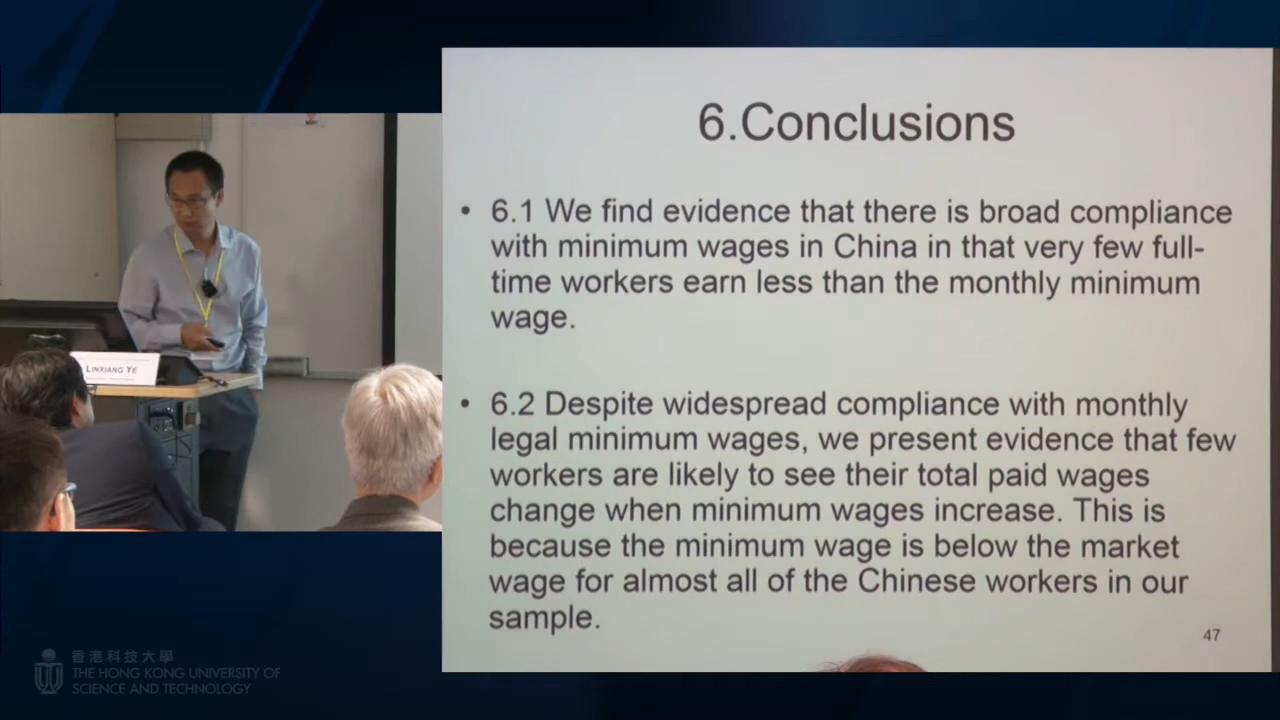 6.Conclusions
• 6.1 We find evidence that there is broad compliance
with minimum wages in China in that very few full-
time workers earn less than the monthly minimum
wage.
• 6.2 Despite widespread compliance with monthly
legal minimum wages, we present evidence that few
workers are likely to see their total paid wages
change when minimum wages increase. This is
because the minimum wage is below the market
wage for almost all of the Chinese workers in our
sample.
47
LINXIANG YE
香港科技大學
THE HONG KONG UNIVERSITY OF
SCIENCE AND TECHNOLOGY